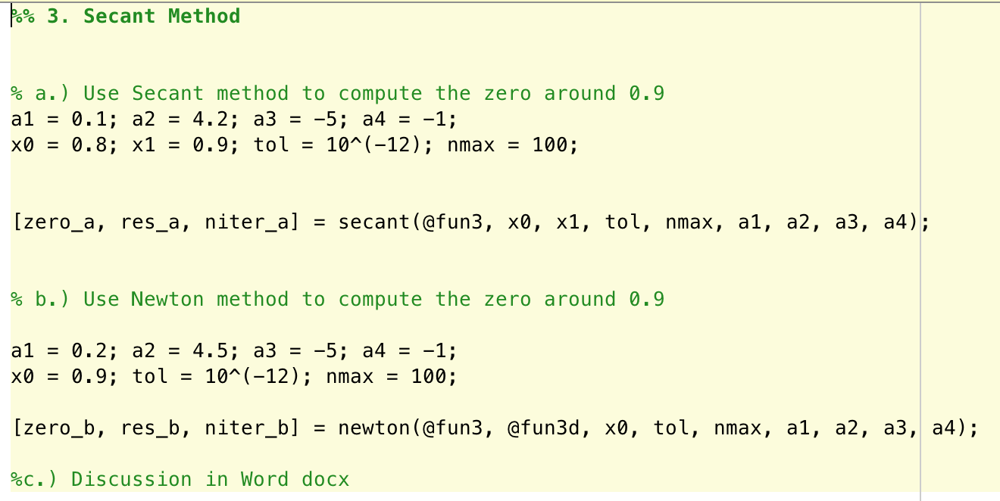 %% 3. Secant Method
% a.) Use Secant method to compute the zero around 0.9
a1 = 0.1; a2 = 4.2; a3 = -5; a4 = -1;
x0 = 0.8; x1 = 0.9; tol = 10^(-12); nmax = 100;
[zero_a, res_a, niter_a] = secant(@fun3, x0, x1, tol, nmax, a1, a2, a3, a4);
% b.) Use Newton method to compute the zero around 0.9
a1 = 0.2; a2 = 4.5; a3 = -5; a4 = -1;
x0 = 0.9; tol = 10^(-12); nmax = 100;
[zero_b, res_b, niter_b] = newton(@fun3, @fun3d, x0, tol, nmax, a1, a2, a3, a4);
%c.) Discussion in Word docx